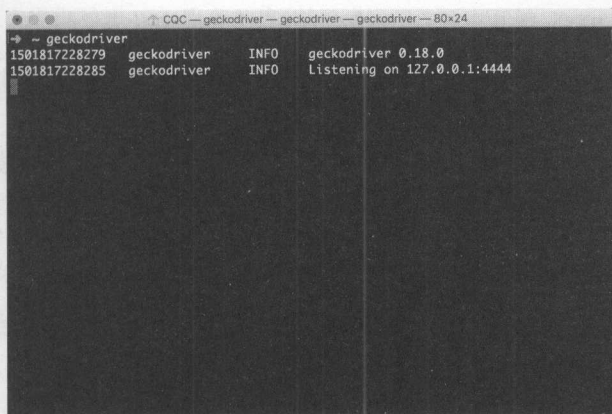 CQC — geckodriver — geckodriver — geckodriver — 80×24
➜ ~ geckodriver
1501817228279 geckodriver INFO geckodriver 0.18.0
1501817228285 geckodriver INFO Listening on 127.0.0.1:4444